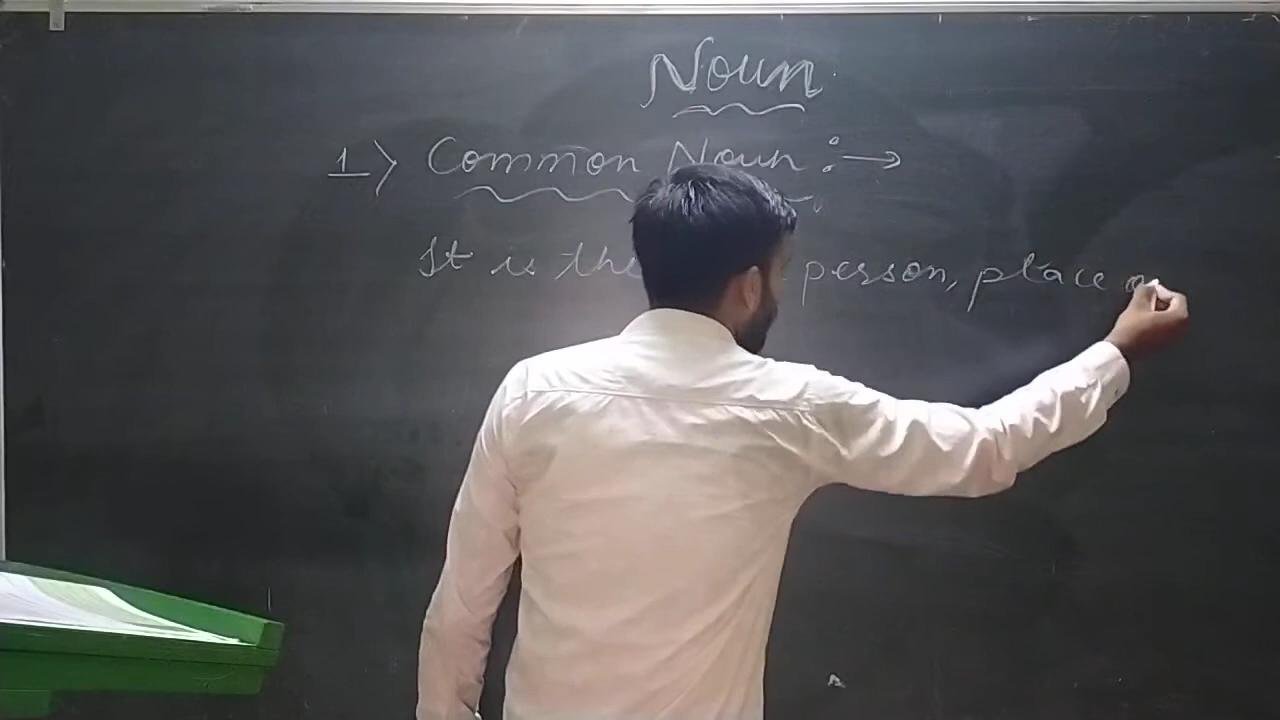 Noun
1) Common Noun :→
It is the person, place